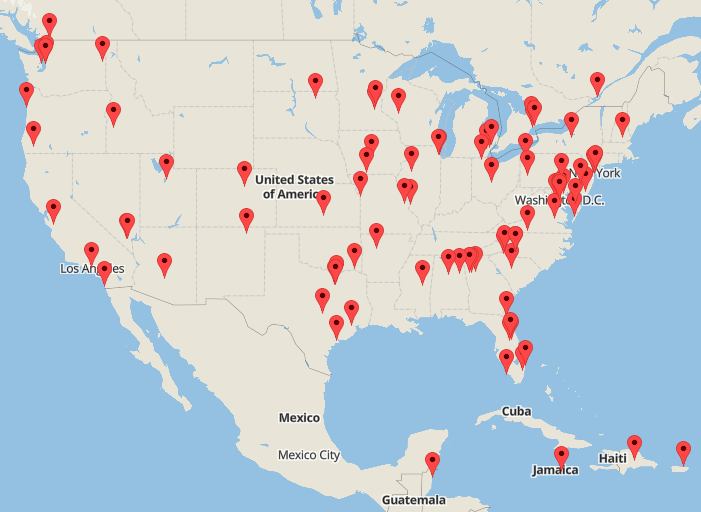 United States
of America
New York
Washington, D.C.
Los Angeles
Mexico
Mexico City
Cuba
Haiti
Jamaica
Guatemala